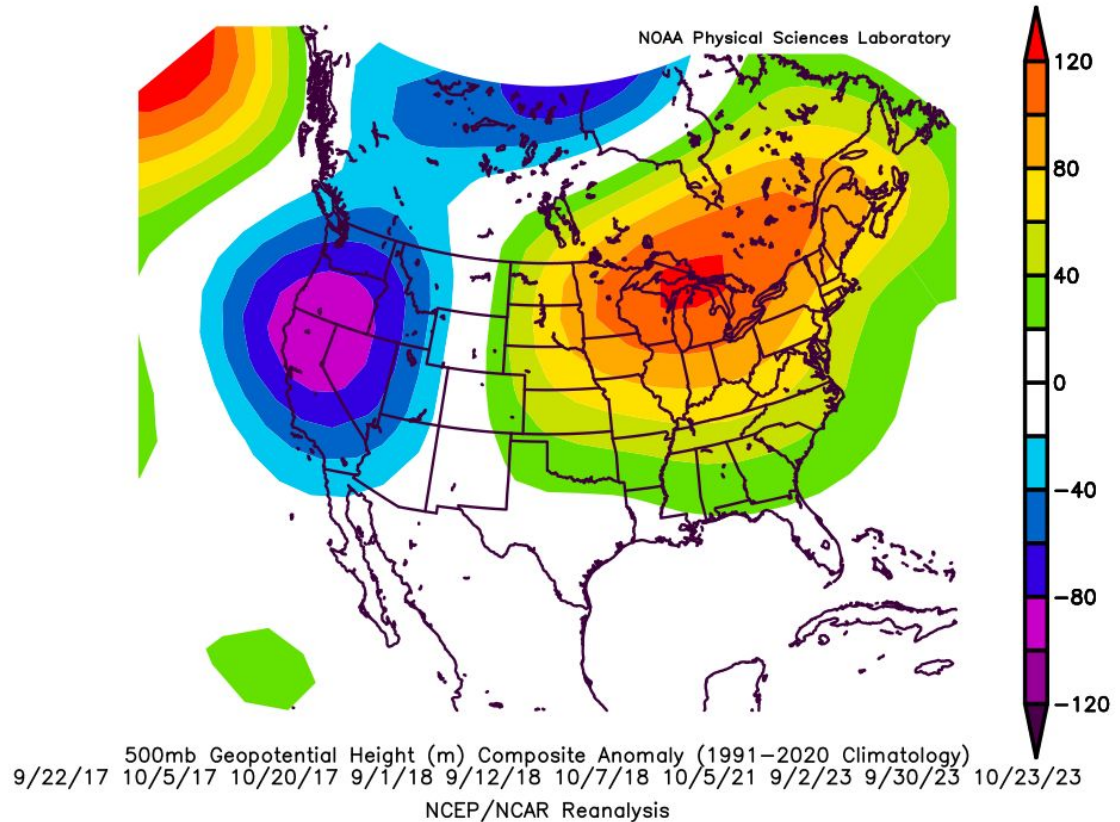 NOAA Physical Sciences Laboratory
120
80
40
0
−40
−80
−120
500mb Geopotential Height (m) Composite Anomaly (1991−2020 Climatology)
9/22/17 10/5/17 10/20/17 9/1/18 9/12/18 10/7/18 10/5/21 9/2/23 9/30/23 10/23/23
NCEP/NCAR Reanalysis